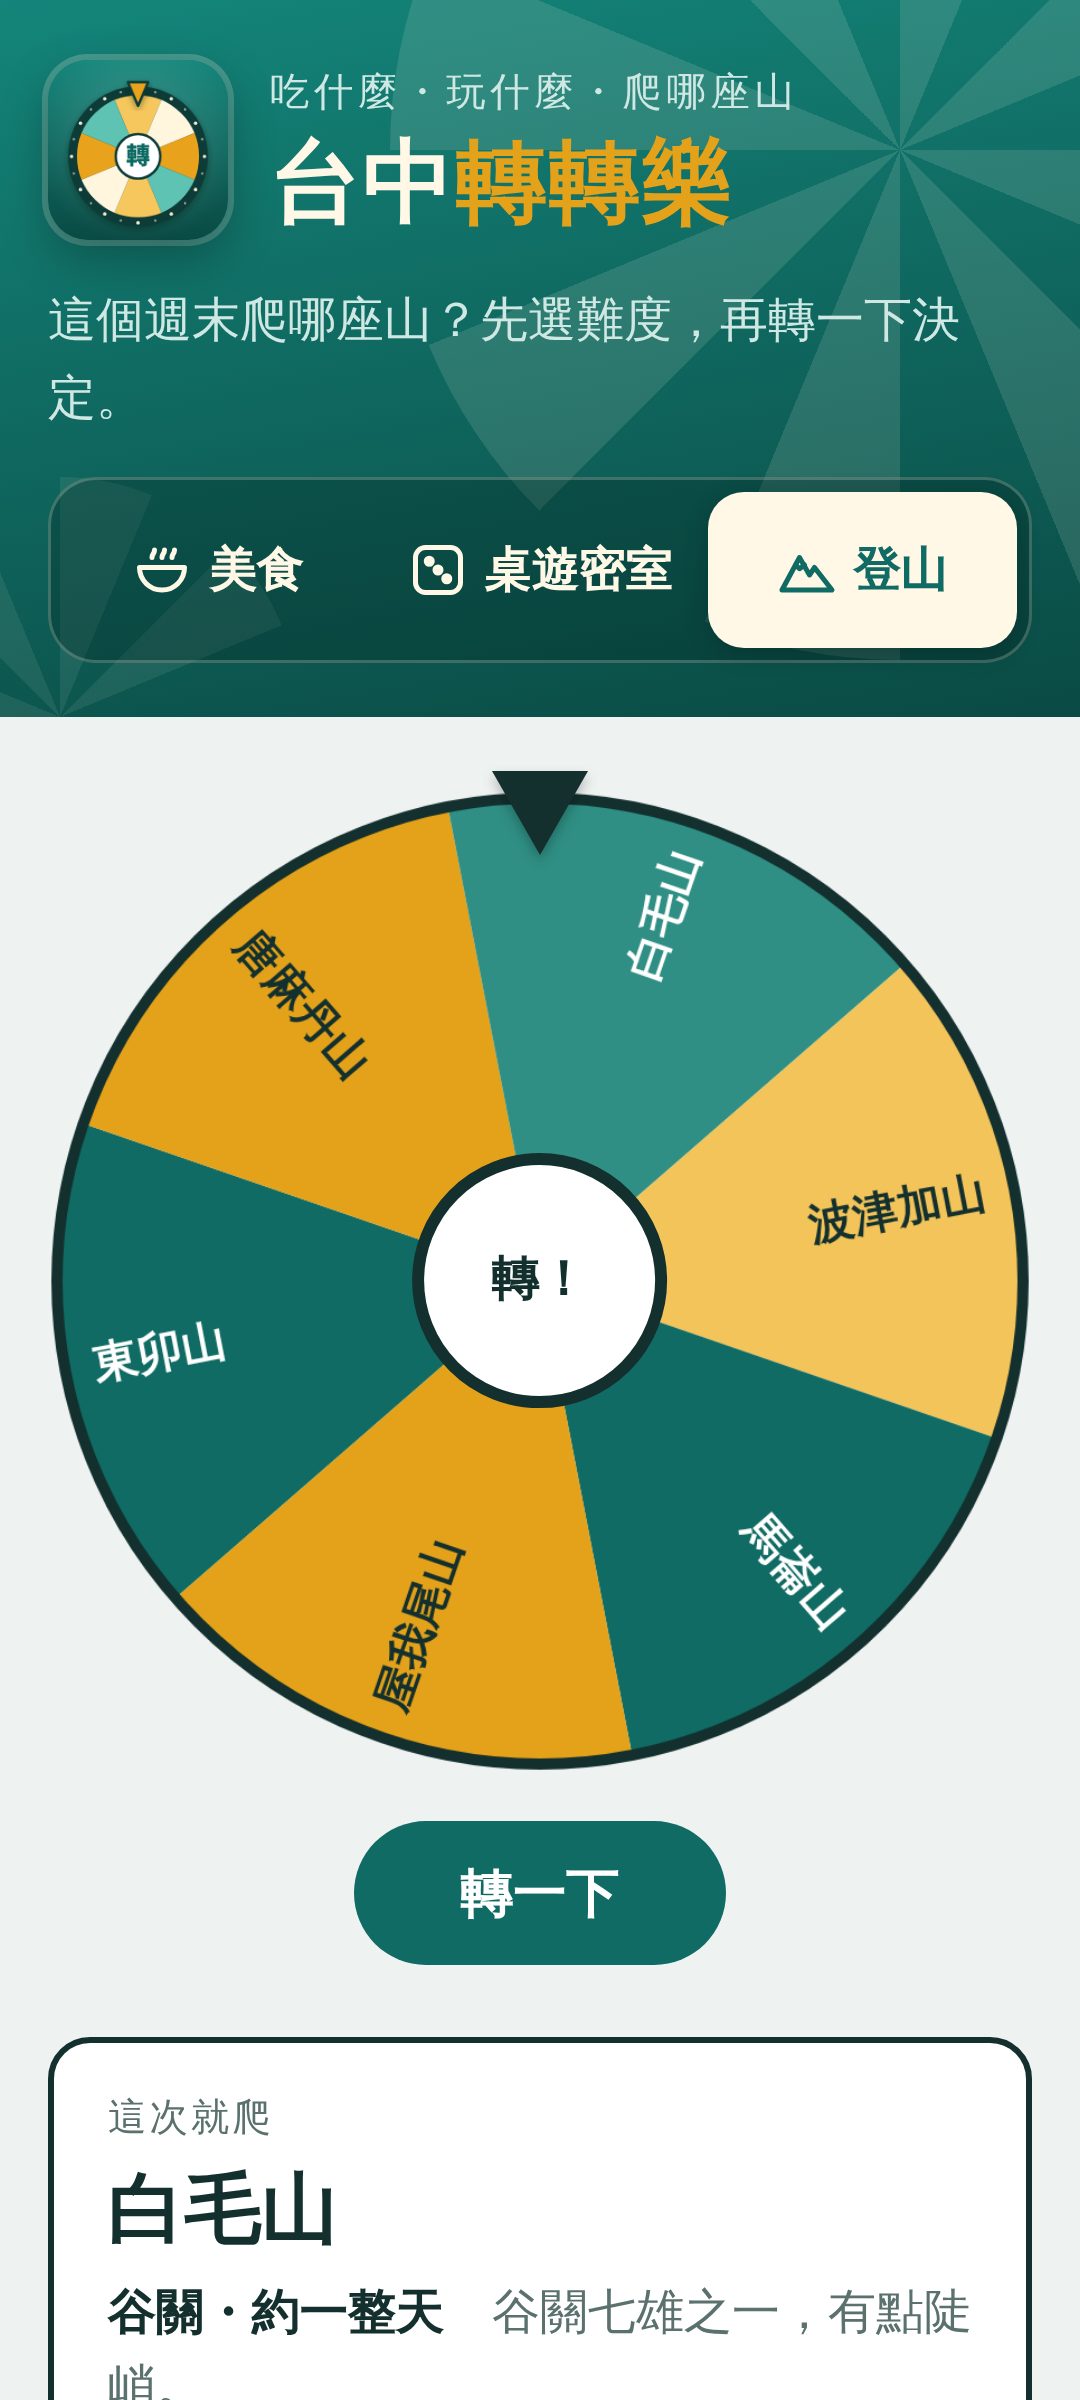 轉
吃什麼・玩什麼・爬哪座山
台中轉轉樂
這個週末爬哪座山？先選難度，再轉一下決
定。
美食
桌遊密室
登山
白毛山
唐麻丹山
波津加山
轉！
東卯山
馬崙山
屋我尾山
轉一下
這次就爬
白毛山
谷關・約一整天 谷關七雄之一，有點陡
峭。